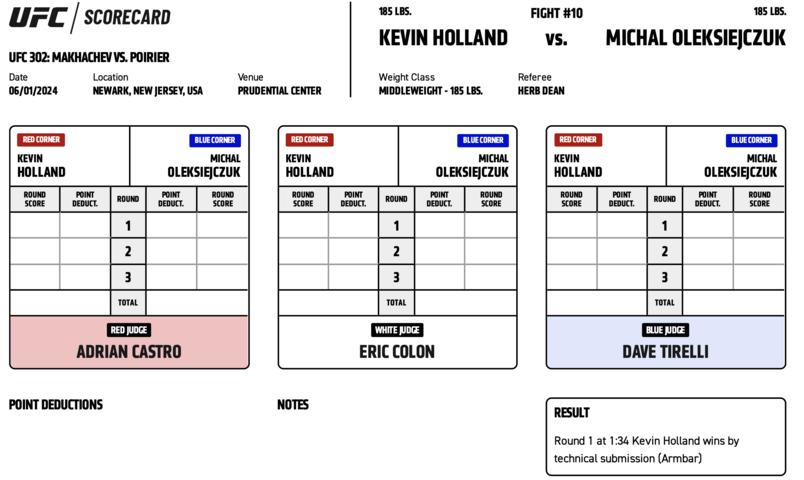 UFC / SCORECARD
UFC 302: MAKHACHEV VS. POIRIER
Date
06/01/2024
Location
NEWARK, NEW JERSEY, USA
Venue
PRUDENTIAL CENTER
185 LBS.
FIGHT #10
185 LBS.
KEVIN HOLLAND
vs.
MICHAL OLEKSIEJCZUK
Weight Class
MIDDLEWEIGHT - 185 LBS.
Referee
HERB DEAN
RED CORNER
BLUE CORNER
KEVIN
HOLLAND
MICHAL
OLEKSIEJCZUK
ROUND
SCORE
POINT
DEDUCT.
ROUND
POINT
DEDUCT.
ROUND
SCORE
1
2
3
TOTAL
RED JUDGE
ADRIAN CASTRO
RED CORNER
BLUE CORNER
KEVIN
HOLLAND
MICHAL
OLEKSIEJCZUK
ROUND
SCORE
POINT
DEDUCT.
ROUND
POINT
DEDUCT.
ROUND
SCORE
1
2
3
TOTAL
WHITE JUDGE
ERIC COLON
RED CORNER
BLUE CORNER
KEVIN
HOLLAND
MICHAL
OLEKSIEJCZUK
ROUND
SCORE
POINT
DEDUCT.
ROUND
POINT
DEDUCT.
ROUND
SCORE
1
2
3
TOTAL
BLUE JUDGE
DAVE TIRELLI
POINT DEDUCTIONS
NOTES
RESULT
Round 1 at 1:34 Kevin Holland wins by
technical submission (Armbar)